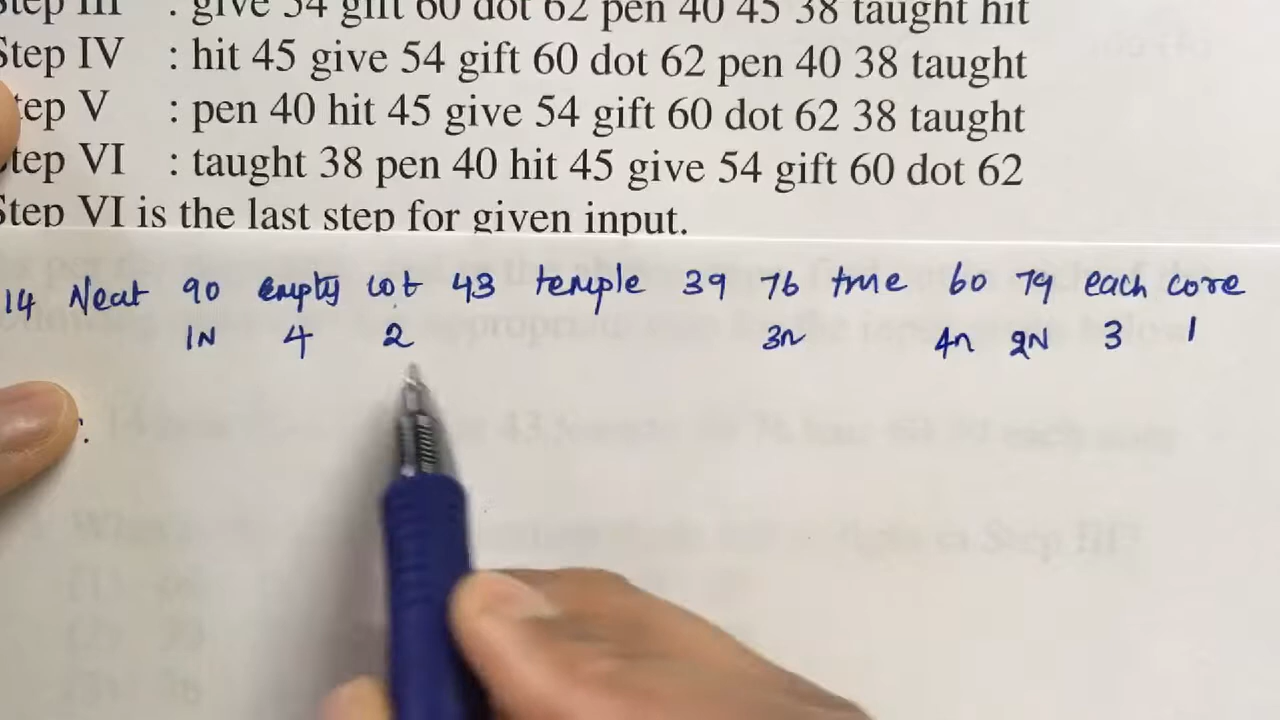 Step III : give 54 gift 60 dot 62 pen 40 45 38 taught hit
Step IV : hit 45 give 54 gift 60 dot 62 pen 40 38 taught
tep V : pen 40 hit 45 give 54 gift 60 dot 62 38 taught
tep VI : taught 38 pen 40 hit 45 give 54 gift 60 dot 62
Step VI is the last step for given input.
14 Neat 90 empty cot 43 temple 39 76 true 60 79 each core
1N 4 2 3n 4n 2N 3 1
: